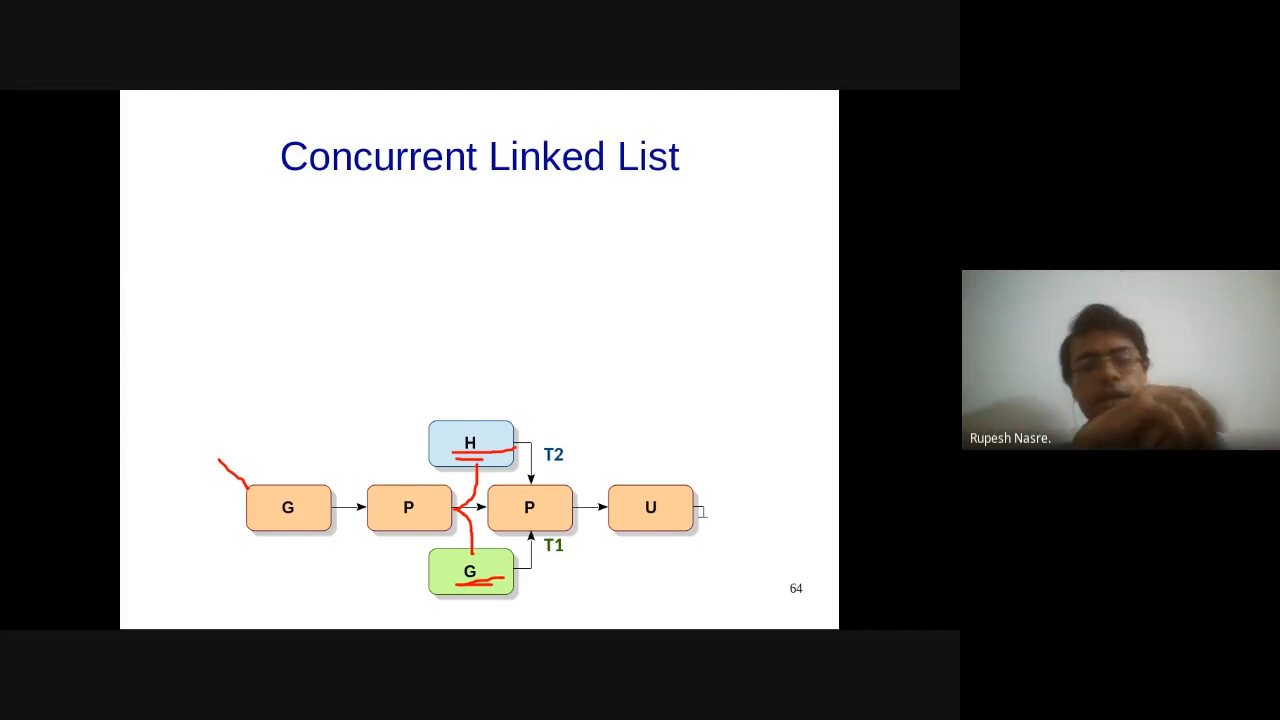 Concurrent Linked List
H
T2
G P P U
T1
G
64
Rupesh Nasre.